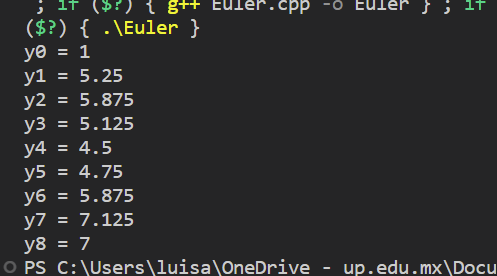 ; if ($?) { g++ Euler.cpp -o Euler } ; if
($?) { .\Euler }
y0 = 1
y1 = 5.25
y2 = 5.875
y3 = 5.125
y4 = 4.5
y5 = 4.75
y6 = 5.875
y7 = 7.125
y8 = 7
PS C:\Users\luisa\OneDrive - up.edu.mx\Docu